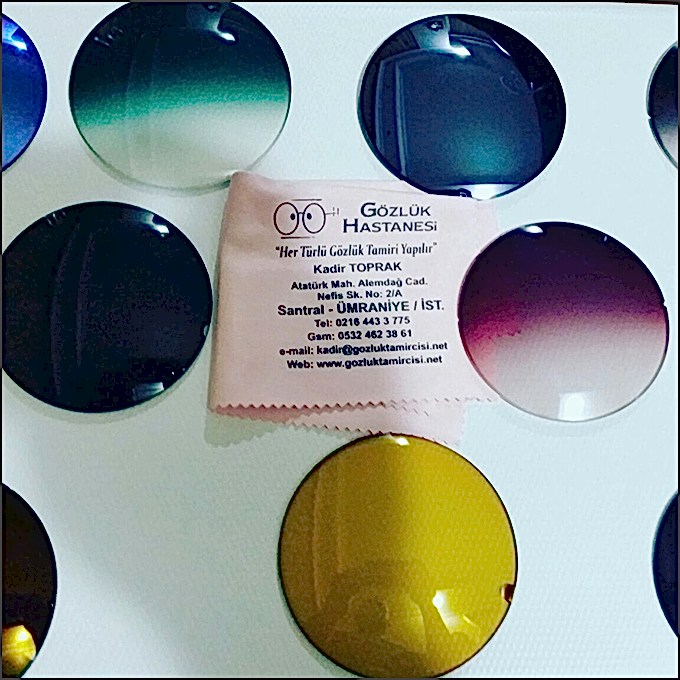 GÖZLÜK
HASTANESİ
"Her Türlü Gözlük Tamiri Yapılır"
Kadir TOPRAK
Atatürk Mah. Alemdağ Cad.
Nefis Sk. No: 2/A
Santral - ÜMRANİYE / İST.
Tel: 0216 443 3 775
Gsm: 0532 462 38 61
e-mail: kadir@gozluktamircisi.net
Web: www.gozluktamircisi.net